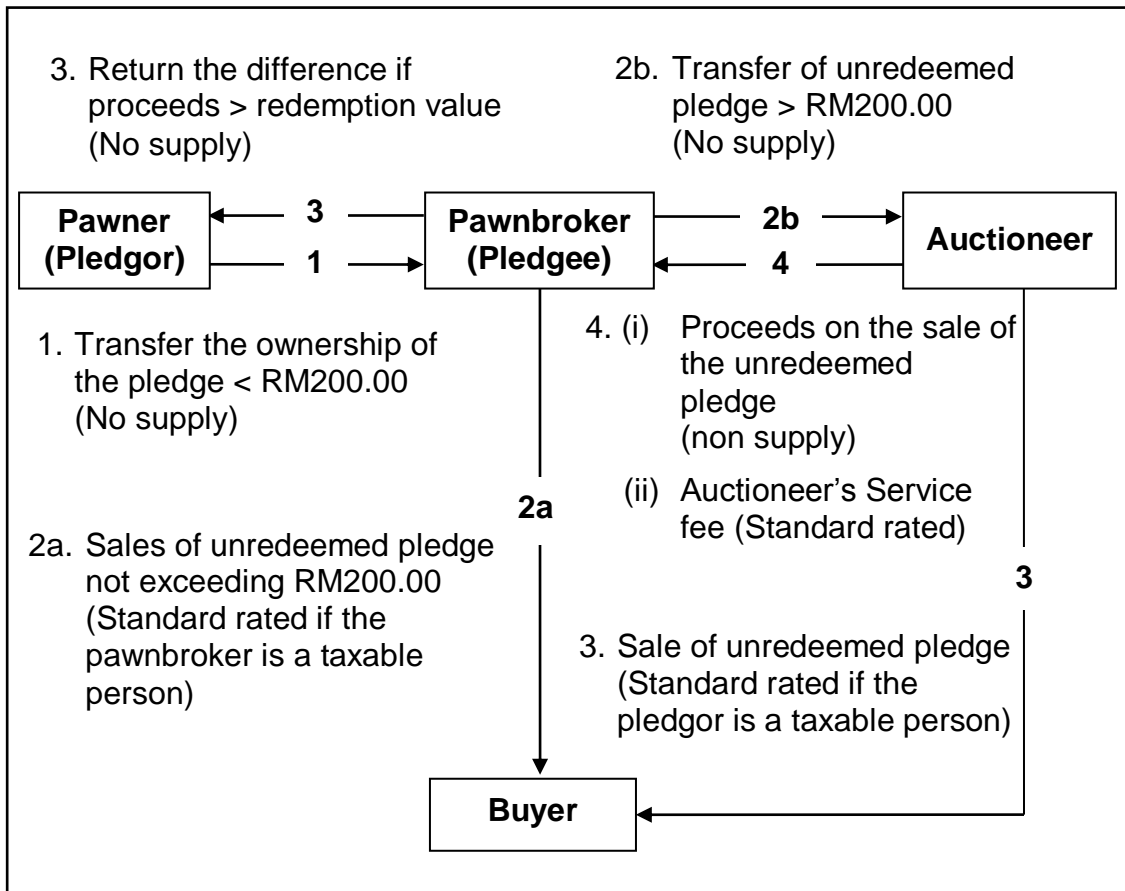 3. Return the difference if
proceeds > redemption value
(No supply)
2b. Transfer of unredeemed
pledge > RM200.00
(No supply)
Pawner
(Pledgor)
3
1
Pawnbroker
(Pledgee)
2b
4
Auctioneer
1. Transfer the ownership of
the pledge < RM200.00
(No supply)
4. (i) Proceeds on the sale of
the unredeemed
pledge
(non supply)
(ii) Auctioneer’s Service
fee (Standard rated)
2a
2a. Sales of unredeemed pledge
not exceeding RM200.00
(Standard rated if the
pawnbroker is a taxable
person)
3
3. Sale of unredeemed pledge
(Standard rated if the
pledgor is a taxable person)
Buyer